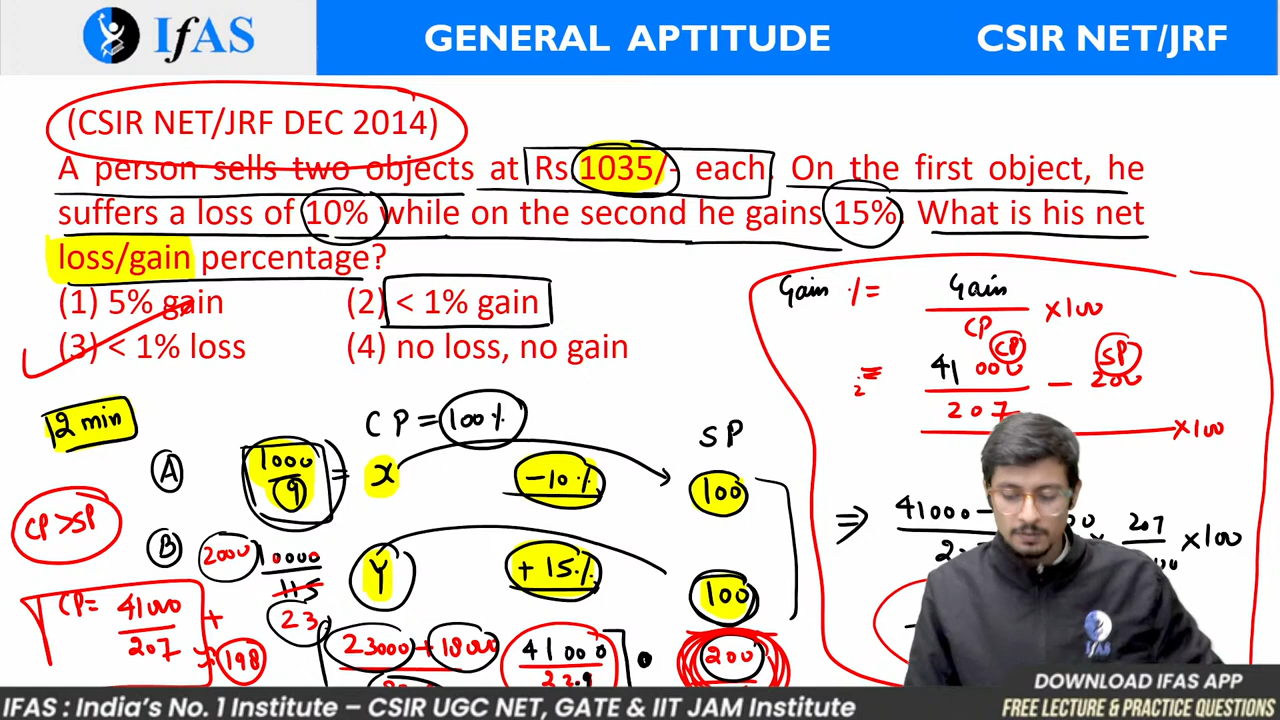 IfAS GENERAL APTITUDE CSIR NET/JRF
(CSIR NET/JRF DEC 2014)
A person sells two objects at Rs 1035/- each. On the first object, he
suffers a loss of 10% while on the second he gains 15%. What is his net
loss/gain percentage?
(1) 5% gain (2) < 1% gain
(3) < 1% loss (4) no loss, no gain
Gain % = Gain / CP × 100
CP SP
= 41000 / 207 − 200
× 100
12 min
CP = 100% SP
A 1000 / 9 = x −10% 100
CP > SP
B 2000 10000 / 115 Y + 15% 100
23
⇒ 41000 − 207 × 100
CP = 41000 / 207
198
23000 + 18000 41000 200
IfAS
DOWNLOAD IFAS APP
IFAS : India's No. 1 Institute – CSIR UGC NET, GATE & IIT JAM Institute
FREE LECTURE & PRACTICE QUESTIONS